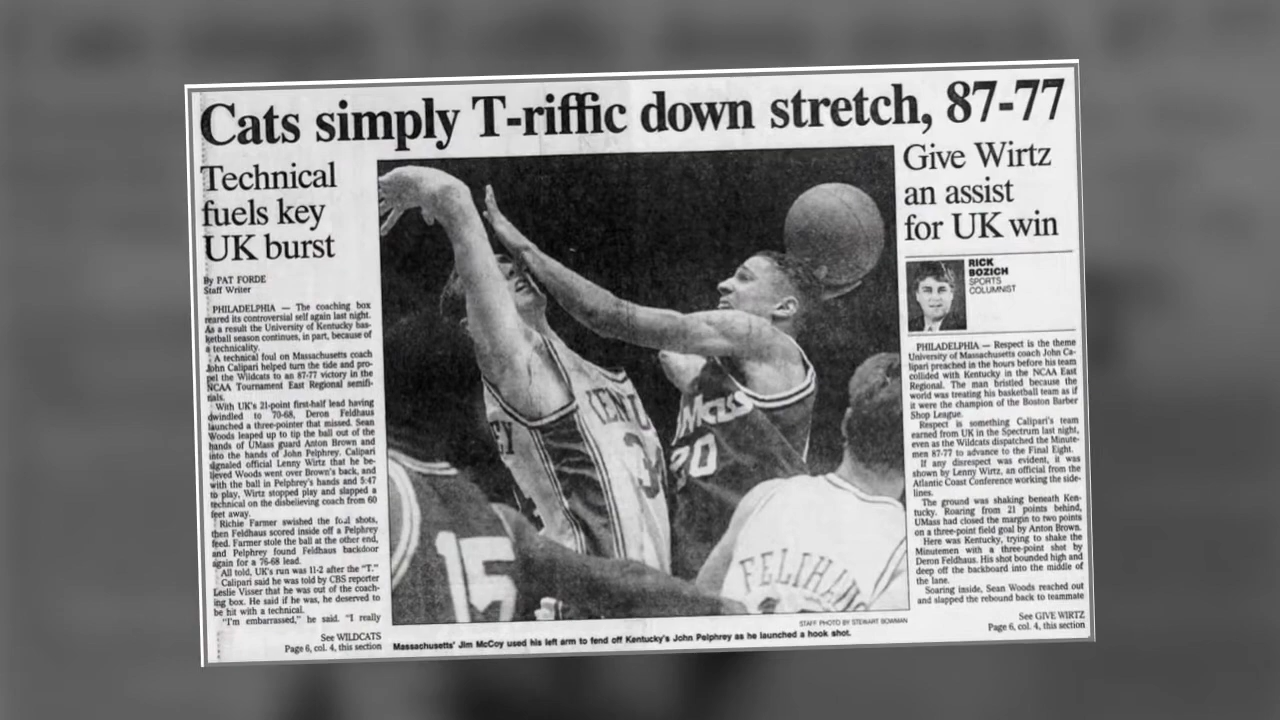 Cats simply T-riffic down stretch, 87-77
Technical
fuels key
UK burst
By PAT FORDE
Staff Writer
PHILADELPHIA — The coaching box
reared its controversial self again last night.
As a result the University of Kentucky bas-
ketball season continues, in part, because of
a technicality.
A technical foul on Massachusetts coach
John Calipari helped turn the tide and pro-
pel the Wildcats to an 87-77 victory in the
NCAA Tournament East Regional semifi-
nals.
With UK's 21-point first-half lead having
dwindled to 70-68, Deron Feldhaus
launched a three-pointer that missed. Sean
Woods leaped up to tip the ball out of the
hands of UMass guard Anton Brown and
into the hands of John Pelphrey. Calipari
signaled official Lenny Wirtz that he be-
lieved Woods went over Brown's back, and
with the ball in Pelphrey's hands and 5:47
to play, Wirtz stopped play and slapped a
technical on the disbelieving coach from 60
feet away.
Richie Farmer swished the foul shots,
then Feldhaus scored inside off a Pelphrey
feed. Farmer stole the ball at the other end,
and Pelphrey found Feldhaus backdoor
again for a 76-68 lead.
All told, UK's run was 11-2 after the "T."
Calipari said he was told by CBS reporter
Leslie Visser that he was out of the coach-
ing box. He said if he was, he deserved to
be hit with a technical.
"I'm embarrassed," he said. "I really
See WILDCATS
Page 6, col. 4, this section
KENTU
3
UMass
20
15
FELDHAU
STAFF PHOTO BY STEWART BOWMAN
Massachusetts' Jim McCoy used his left arm to fend off Kentucky's John Pelphrey as he launched a hook shot.
Give Wirtz
an assist
for UK win
RICK
BOZICH
SPORTS
COLUMNIST
PHILADELPHIA — Respect is the theme
University of Massachusetts coach John Ca-
lipari preached in the hours before his team
collided with Kentucky in the NCAA East
Regional. The man bristled because the
world was treating his basketball team as if
it were the champion of the Boston Barber
Shop League.
Respect is something Calipari's team
earned from UK in the Spectrum last night,
even as the Wildcats dispatched the Minute-
men 87-77 to advance to the Final Eight.
If any disrespect was evident, it was
shown by Lenny Wirtz, an official from the
Atlantic Coast Conference working the side-
lines.
The ground was shaking beneath Ken-
tucky. Roaring from 21 points behind,
UMass had closed the margin to two points
on a three-point field goal by Anton Brown.
Here was Kentucky, trying to shake the
Minutemen with a three-point shot by
Deron Feldhaus. His shot bounded high and
deep off the backboard into the middle of
the lane.
Soaring inside, Sean Woods reached out
and slapped the rebound back to teammate
See GIVE WIRTZ
Page 6, col. 4, this section